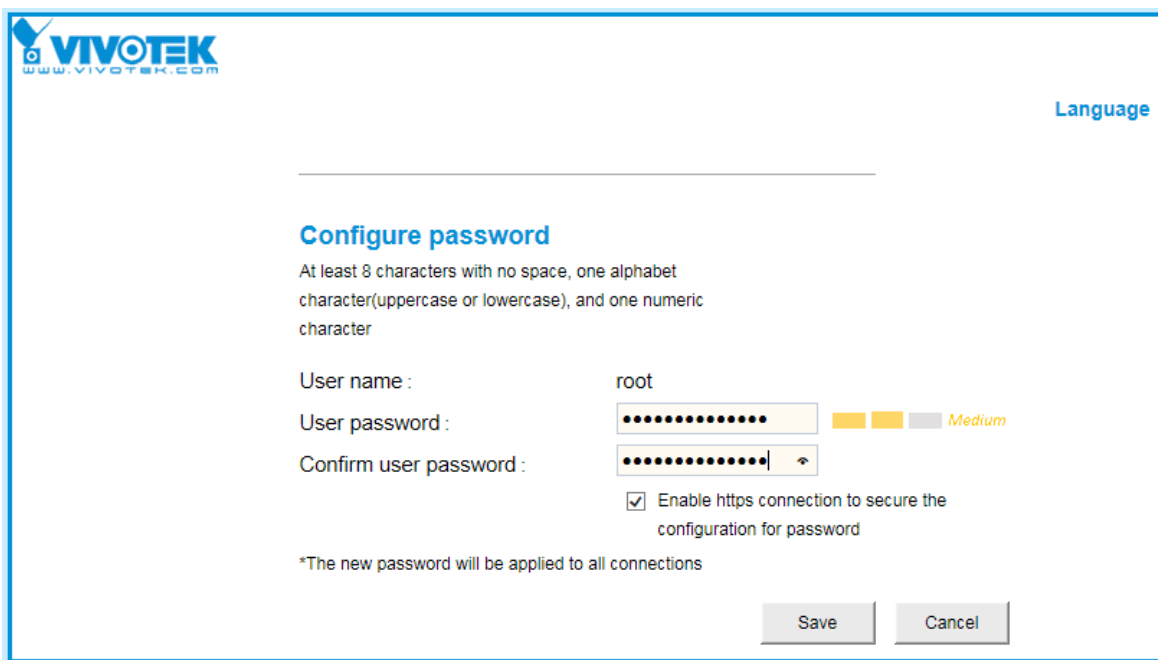 VIVOTEK
www.vivotek.com
Language
Configure password
At least 8 characters with no space, one alphabet
character(uppercase or lowercase), and one numeric
character
User name : root
User password : •••••••••••••• Medium
Confirm user password : ••••••••••••••
Enable https connection to secure the
configuration for password
*The new password will be applied to all connections
Save Cancel